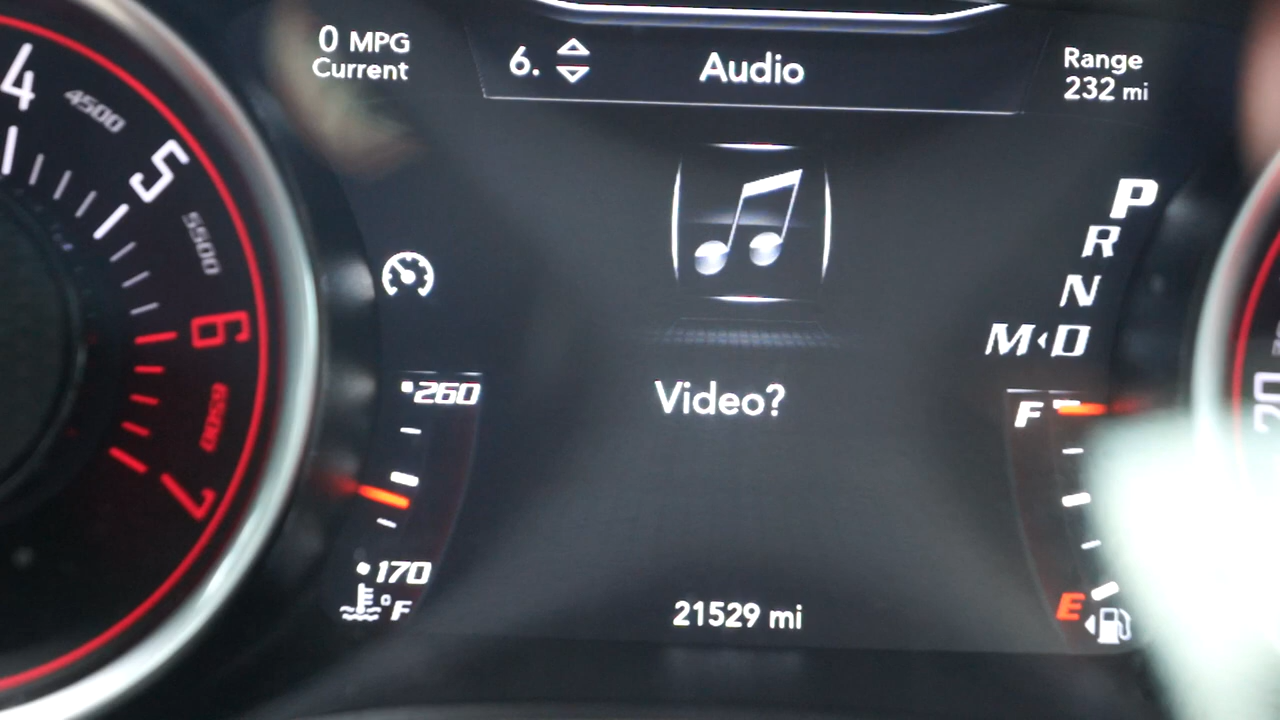 4
4500
5
5500
6
6500
7
0 MPG
Current
6.
Audio
Range
232 mi
P
R
N
M D
260
170
°F
Video?
21529 mi
F
E